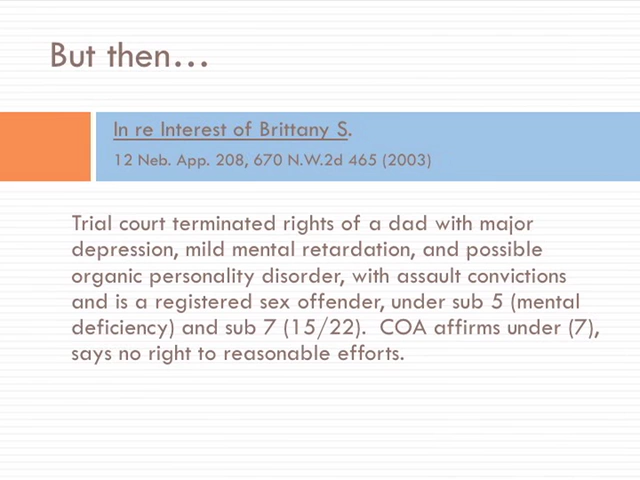 But then...
In re Interest of Brittany S.
12 Neb. App. 208, 670 N.W.2d 465 (2003)
Trial court terminated rights of a dad with major
depression, mild mental retardation, and possible
organic personality disorder, with assault convictions
and is a registered sex offender, under sub 5 (mental
deficiency) and sub 7 (15/22).  COA affirms under (7),
says no right to reasonable efforts.